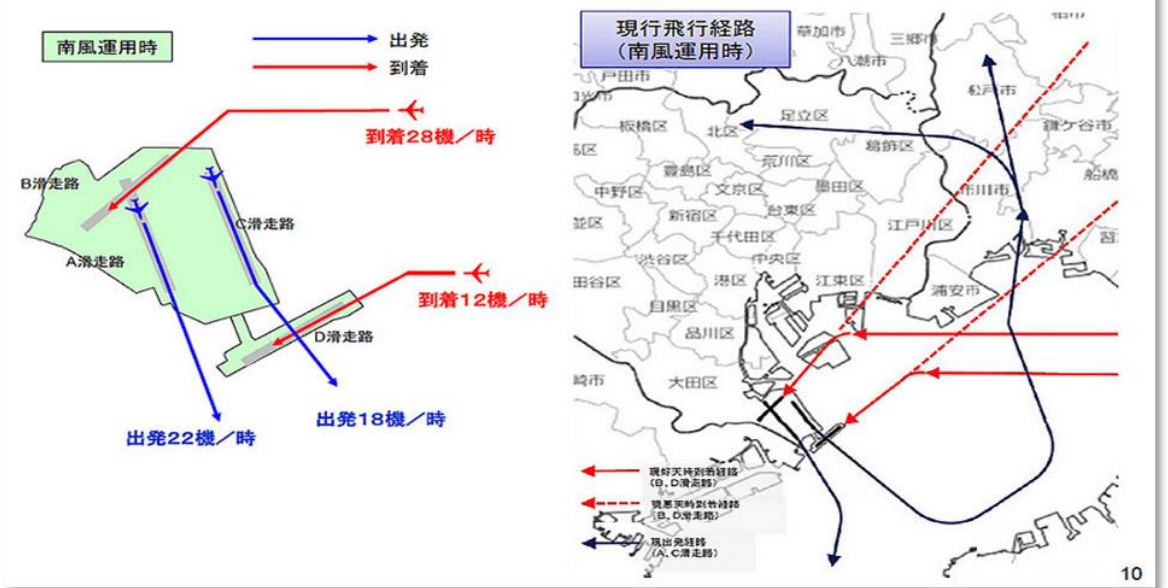 南風運用時
出発
到着
到着28機／時
B滑走路
C滑走路
A滑走路
到着12機／時
D滑走路
出発18機／時
出発22機／時
現行飛行経路
（南風運用時）
草加市
三郷市
八潮市
戸田市
松戸市
足立区
板橋区
北区
鎌ケ谷市
葛飾区
荒川区
豊島区
船橋
中野区
文京区
墨田区
市川市
台東区
新宿区
江戸川区
千代田区
渋谷区
中央区
田谷区
港区
江東区
浦安市
目黒区
品川区
崎市
大田区
現好天時到着経路
（B、D滑走路）
現悪天時到着経路
（B、D滑走路）
現出発経路
（A、C滑走路）
10